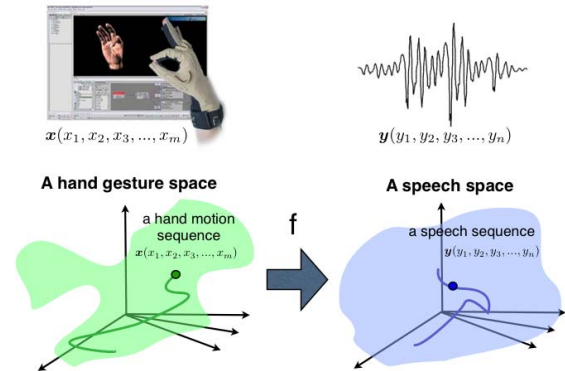 x(x₁, x₂, x₃, ..., xₘ)
y(y₁, y₂, y₃, ..., yₙ)
A hand gesture space
A speech space
a hand motion
sequence
x(x₁, x₂, x₃, ..., xₘ)
f
a speech sequence
y(y₁, y₂, y₃, ..., yₙ)